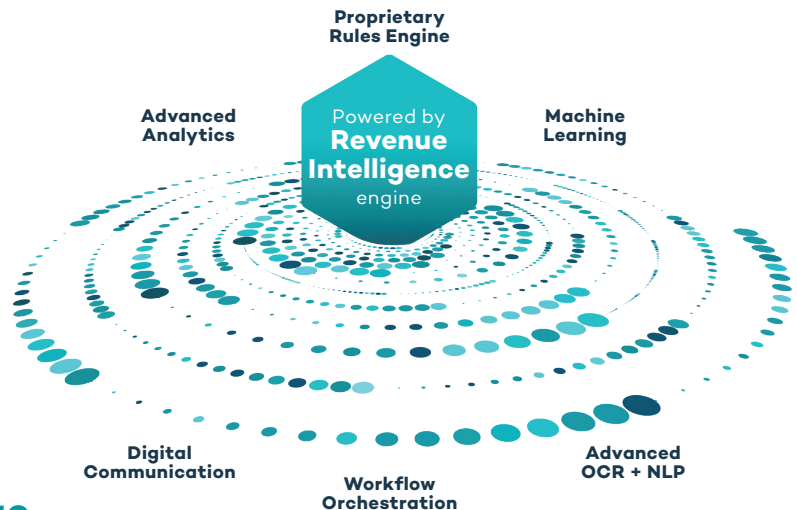 Proprietary
Rules Engine
Advanced
Analytics
Powered by
Revenue
Intelligence
engine
Machine
Learning
Digital
Communication
Workflow
Orchestration
Advanced
OCR + NLP